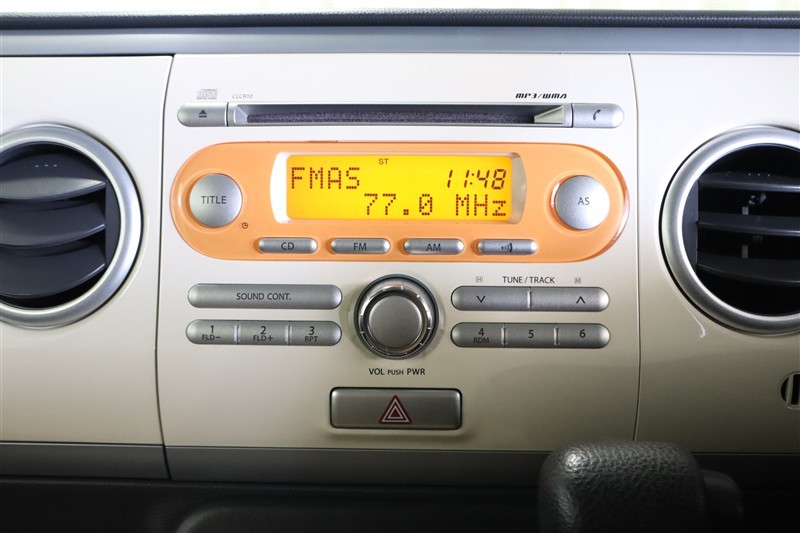 CLCR10
MP3/WMA
ST
FMAS 11:48
77.0 MHz
TITLE
AS
CD
FM
AM
SOUND CONT.
TUNE/TRACK
H
M
1
FLD-
2
FLD+
3
RPT
4
RDM
5
6
VOL PUSH PWR